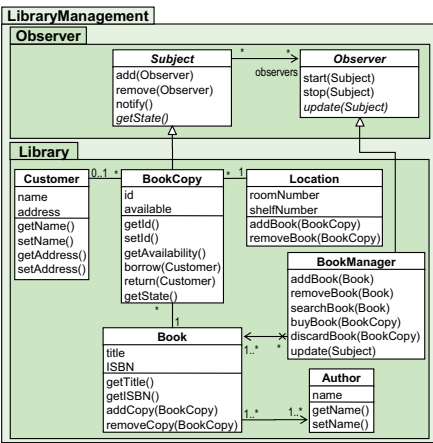 LibraryManagement
Observer
Subject
add(Observer)
remove(Observer)
notify()
getState()
* *
observers
Observer
start(Subject)
stop(Subject)
update(Subject)
Library
Customer
name
address
getName()
setName()
getAddress()
setAddress()
0..1 *
BookCopy
id
available
getId()
setId()
getAvailability()
borrow(Customer)
return(Customer)
getState()
* 1
Location
roomNumber
shelfNumber
addBook(BookCopy)
removeBook(BookCopy)
BookManager
addBook(Book)
removeBook(Book)
searchBook(Book)
buyBook(BookCopy)
discardBook(BookCopy)
update(Subject)
*
1
Book
title
ISBN
getTitle()
getISBN()
addCopy(BookCopy)
removeCopy(BookCopy)
1..* *
1..* 1..*
Author
name
getName()
setName()